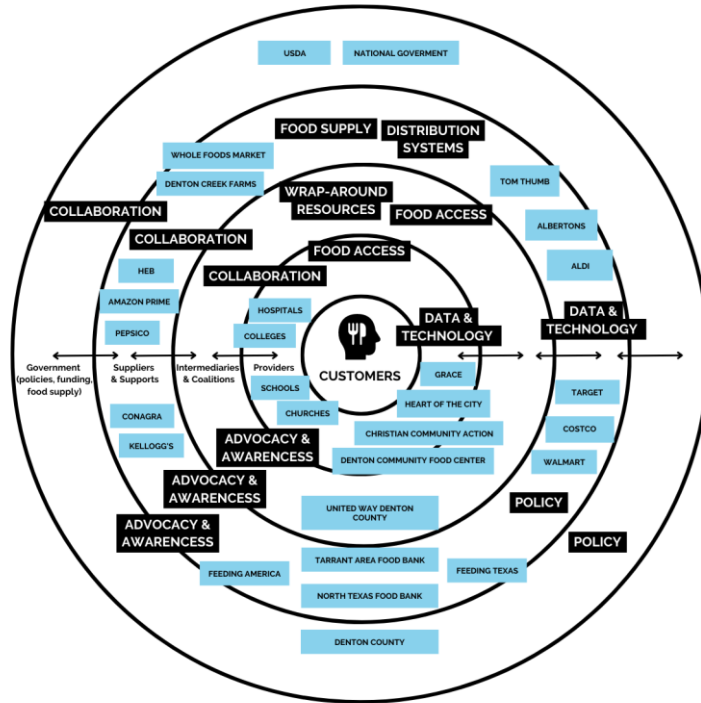 USDA
NATIONAL GOVERMENT
FOOD SUPPLY
DISTRIBUTION
SYSTEMS
WHOLE FOODS MARKET
DENTON CREEK FARMS
TOM THUMB
WRAP-AROUND
RESOURCES
FOOD ACCESS
COLLABORATION
COLLABORATION
ALBERTONS
FOOD ACCESS
HEB
COLLABORATION
ALDI
AMAZON PRIME
HOSPITALS
PEPSICO
COLLEGES
DATA &
TECHNOLOGY
DATA &
TECHNOLOGY
Government
(policies, funding,
food supply)
Suppliers
& Supports
Intermediaries
& Coalitions
Providers
CUSTOMERS
GRACE
SCHOOLS
TARGET
CHURCHES
HEART OF THE CITY
CONAGRA
COSTCO
CHRISTIAN COMMUNITY ACTION
KELLOGG'S
ADVOCACY &
AWARENCESS
DENTON COMMUNITY FOOD CENTER
WALMART
ADVOCACY &
AWARENCESS
POLICY
UNITED WAY DENTON
COUNTY
ADVOCACY &
AWARENCESS
POLICY
FEEDING AMERICA
TARRANT AREA FOOD BANK
FEEDING TEXAS
NORTH TEXAS FOOD BANK
DENTON COUNTY